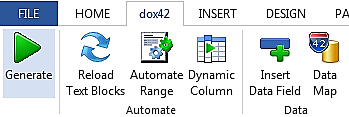 FILE HOME dox42 INSERT DESIGN PA
Generate Reload Automate Dynamic Insert Data
Text Blocks Range Column Data Field Map
42
Automate Data